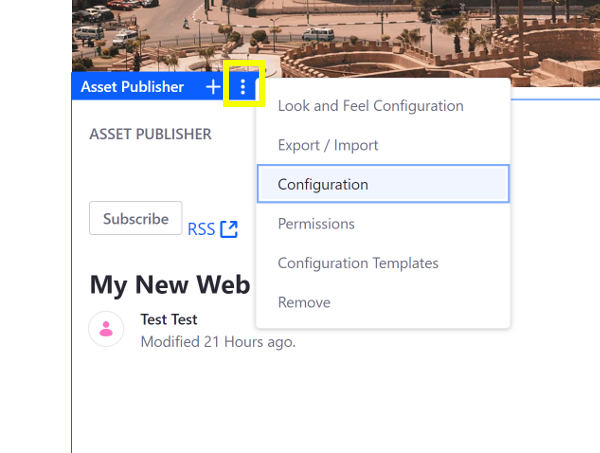 Asset Publisher
Look and Feel Configuration
ASSET PUBLISHER
Export / Import
Configuration
Subscribe
RSS
Permissions
Configuration Templates
My New Web
Remove
Test Test
Modified 21 Hours ago.